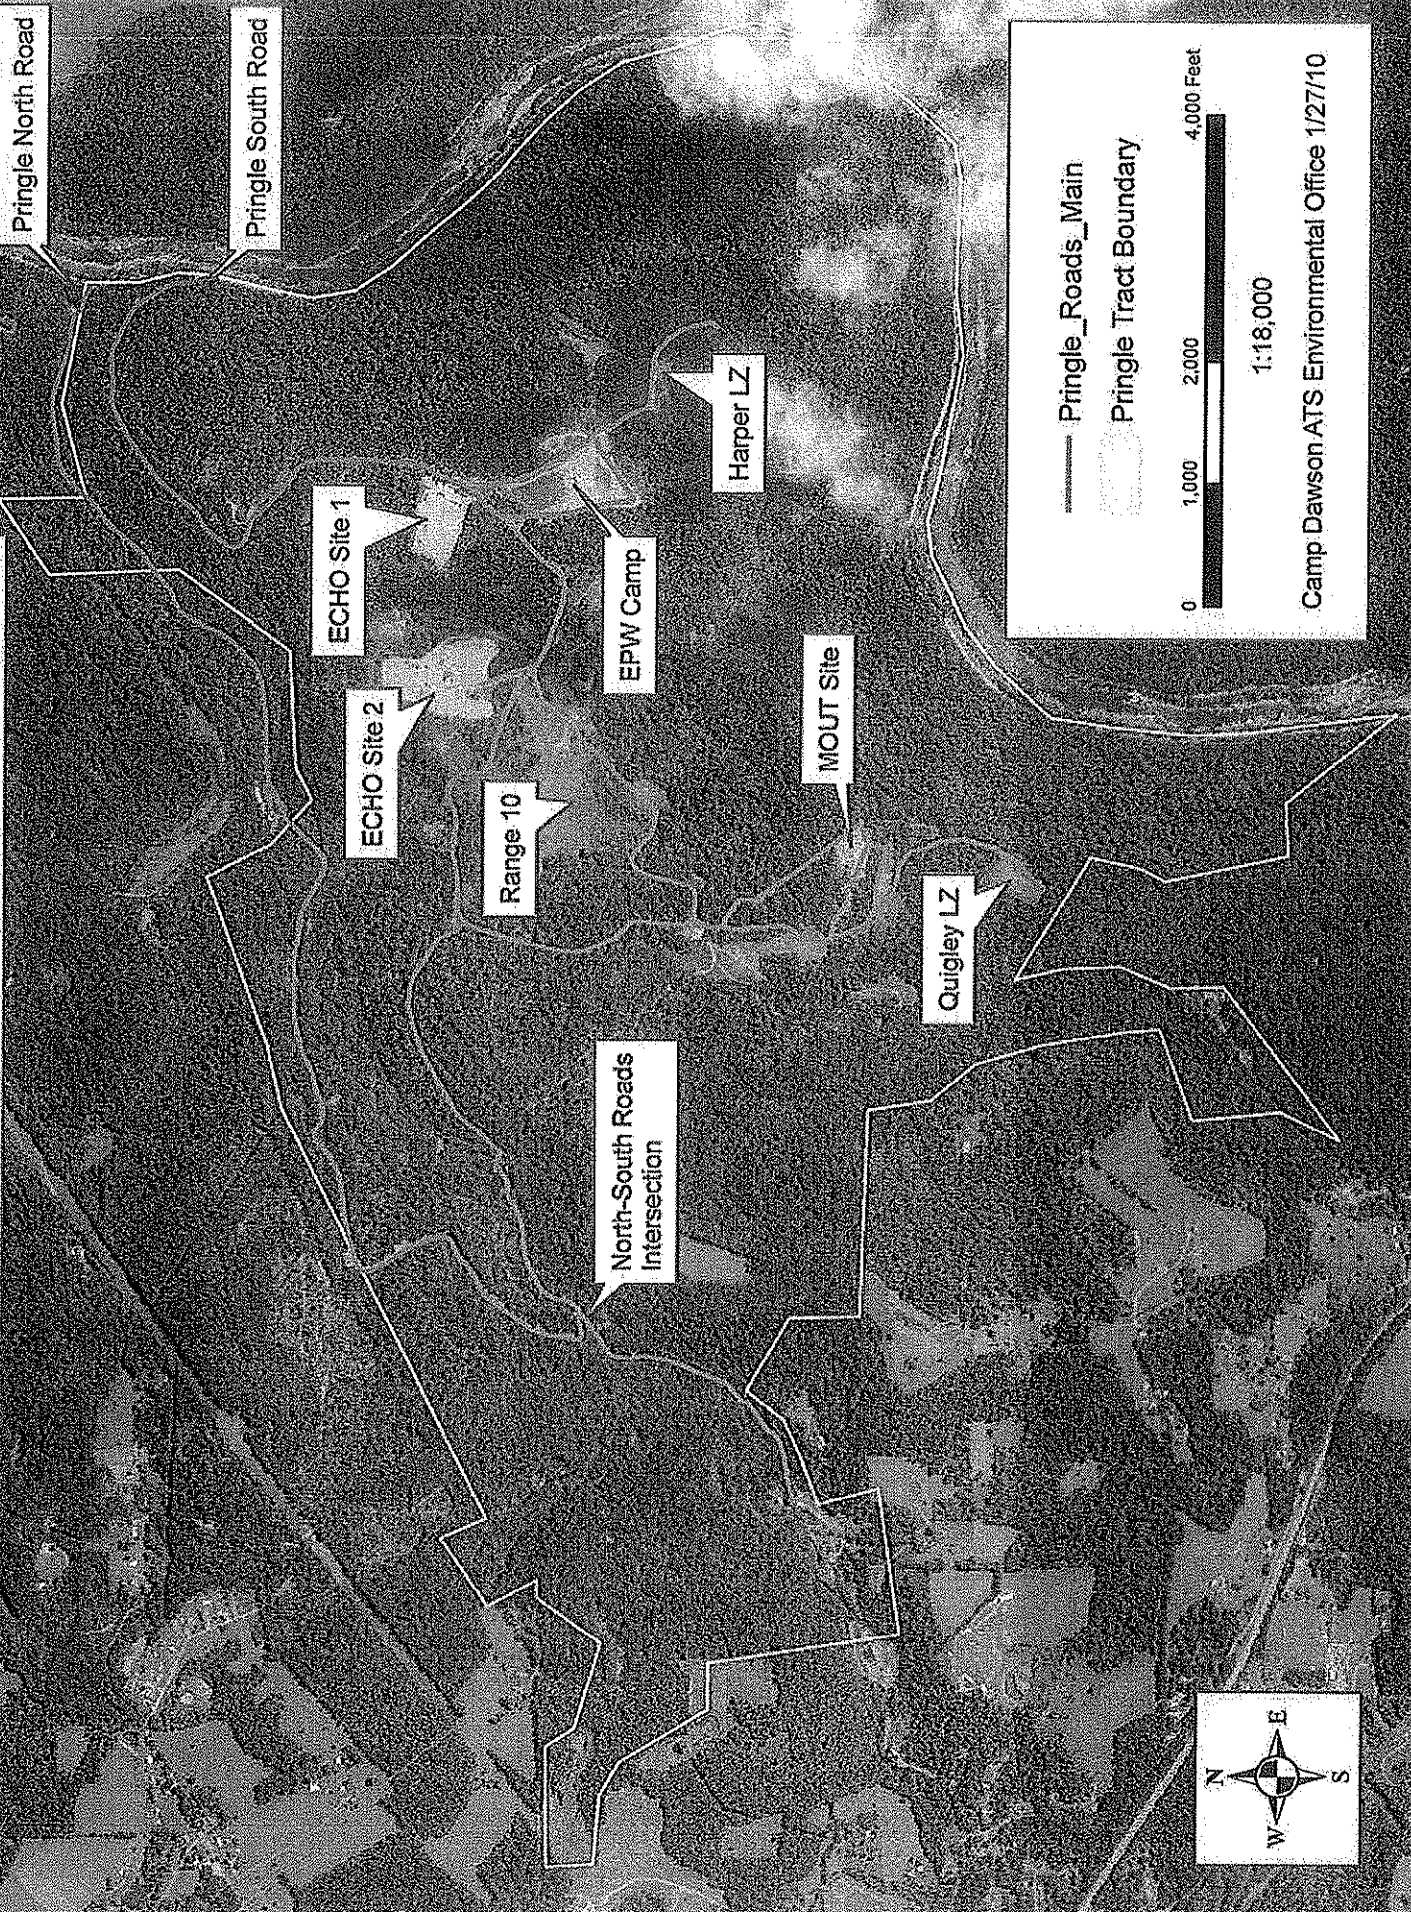 Pringle North Road
Pringle South Road
ECHO Site 1
ECHO Site 2
Harper LZ
EPW Camp
Range 10
MOUT Site
Quigley LZ
North-South Roads
Intersection
Pringle_Roads_Main
Pringle Tract Boundary
0 1,000 2,000 4,000 Feet
1:18,000
Camp Dawson ATS Environmental Office 1/27/10
N
W E
S